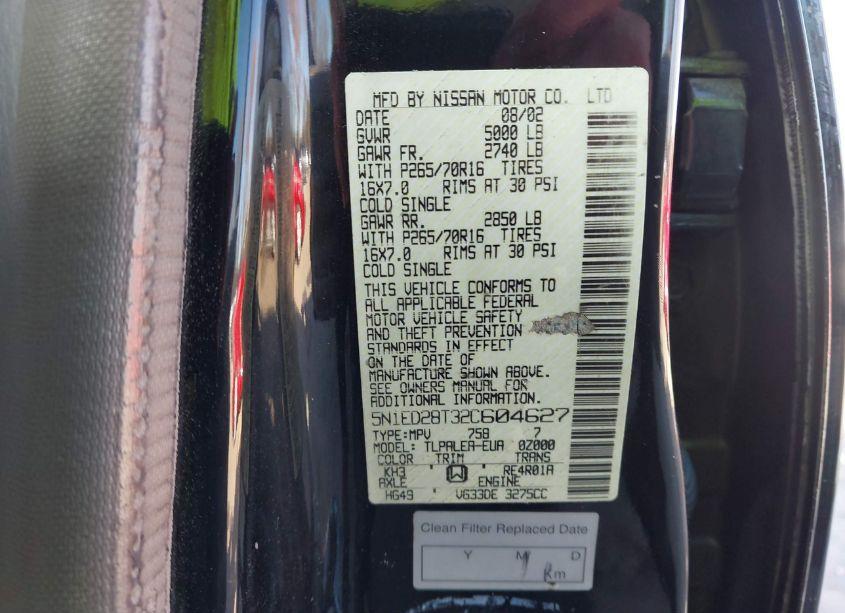 MFD BY NISSAN MOTOR CO. LTD
DATE 08/02
GVWR 5000 LB
GAWR FR. 2740 LB
WITH P265/70R16 TIRES
16X7.0 RIMS AT 30 PSI
COLD SINGLE
GAWR RR. 2850 LB
WITH P265/70R16 TIRES
16X7.0 RIMS AT 30 PSI
COLD SINGLE
THIS VEHICLE CONFORMS TO
ALL APPLICABLE FEDERAL
MOTOR VEHICLE SAFETY
AND THEFT PREVENTION
STANDARDS IN EFFECT
ON THE DATE OF
MANUFACTURE SHOWN ABOVE.
SEE OWNERS MANUAL FOR
ADDITIONAL INFORMATION.
5N1ED28T32C604627
TYPE:MPV 758 7
MODEL: TLPALEA-EUA 0Z000
COLOR TRIM TRANS
KH3 W RE4R01A
AXLE ENGINE
HG49 VG33DE 3275CC
Clean Filter Replaced Date
Y M D
Km